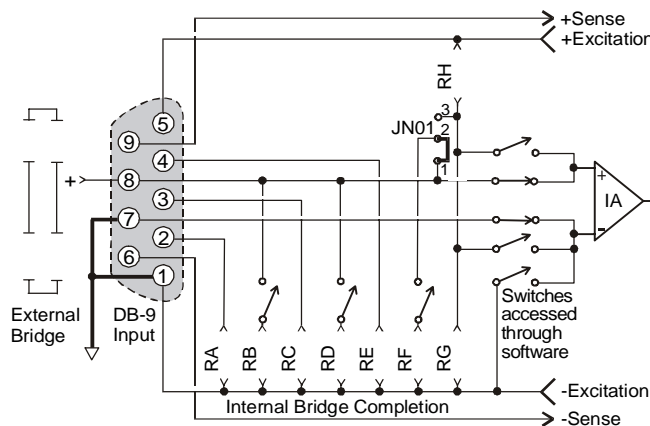 +Sense
+Excitation
RH
5
9
4
3
JN01
2
1
8
+
3
7
2
6
1
+
IA
-
External
Bridge
DB-9
Input
Switches
accessed
through
software
RA
RB
RC
RD
RE
RF
RG
-Excitation
Internal Bridge Completion
-Sense